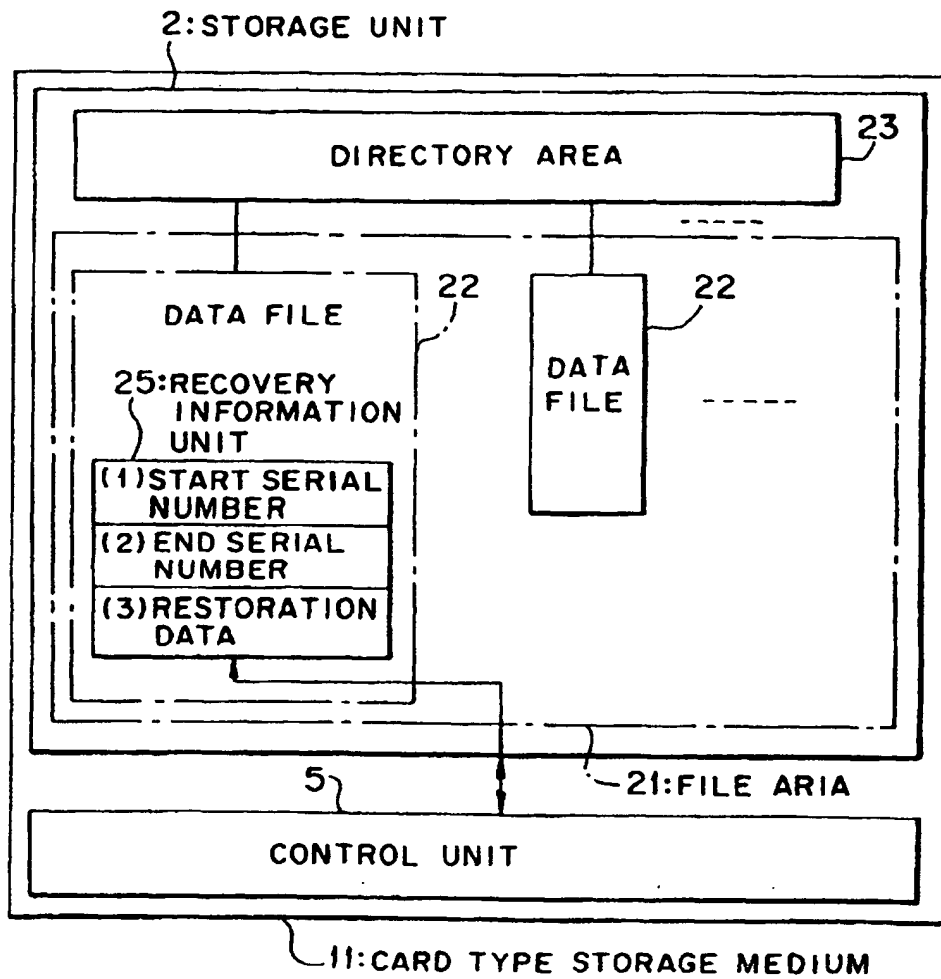 2:STORAGE UNIT
DIRECTORY AREA
23
DATA FILE
22
25:RECOVERY
INFORMATION
UNIT
(1)START SERIAL
NUMBER
(2)END SERIAL
NUMBER
(3)RESTORATION
DATA
22
DATA
FILE
21:FILE ARIA
5
CONTROL UNIT
11:CARD TYPE STORAGE MEDIUM